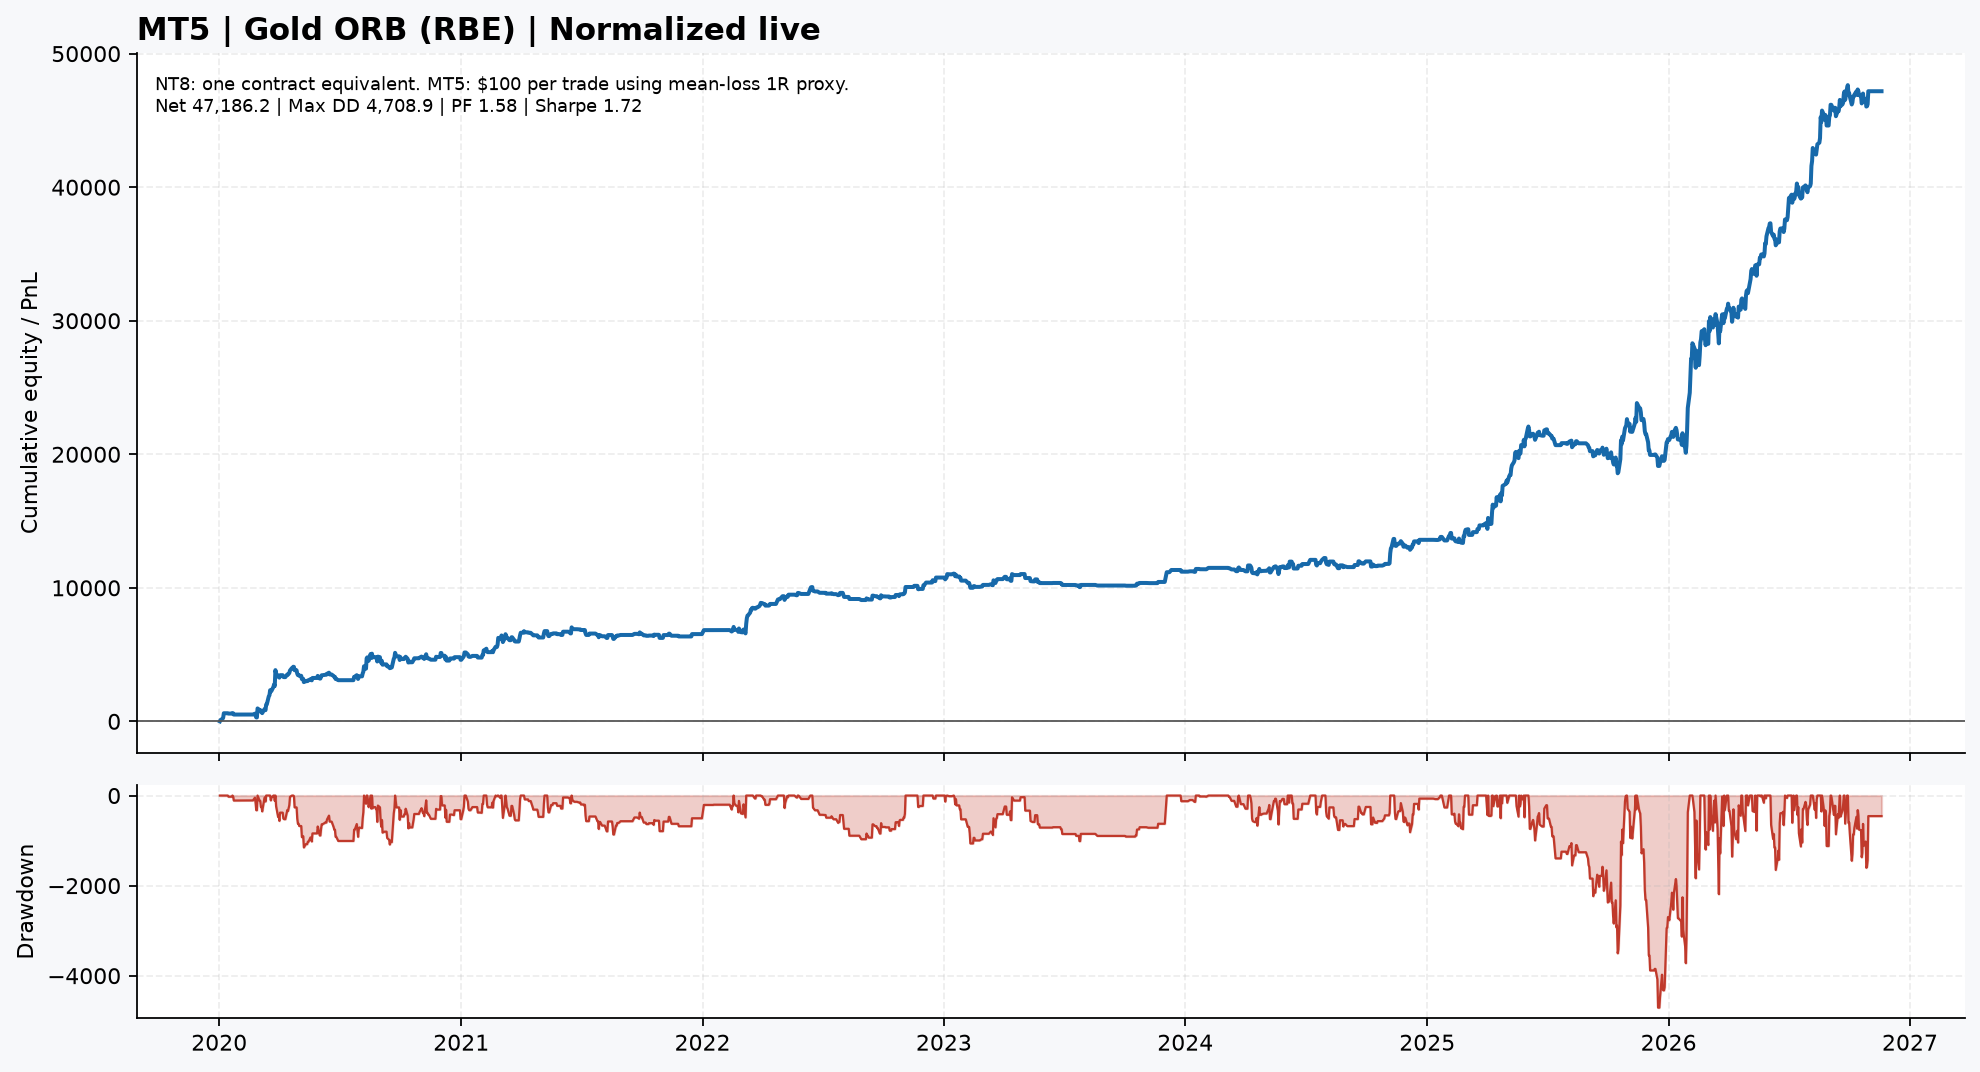 MT5 | Gold ORB (RBE) | Normalized live
NT8: one contract equivalent. MT5: $100 per trade using mean-loss 1R proxy.
Net 47,186.2 | Max DD 4,708.9 | PF 1.58 | Sharpe 1.72
Cumulative equity / PnL
50000
40000
30000
20000
10000
0
Drawdown
0
−2000
−4000
2020 2021 2022 2023 2024 2025 2026 2027